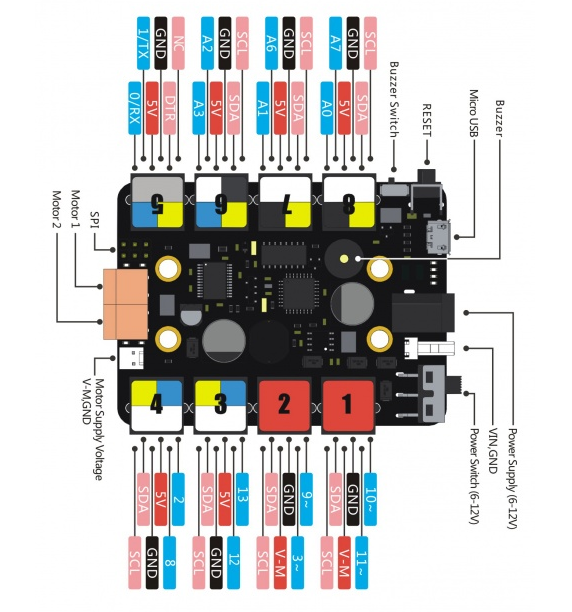 1/TX
GND
NC
0/RX
5V
DTR
A2
GND
SCL
A3
5V
SDA
A6
GND
SCL
A1
5V
SDA
A7
GND
SCL
A0
5V
SDA
Buzzer Switch
RESET
Micro USB
Buzzer
5
6
7
8
SPI
Motor 1
Motor 2
Motor Supply Voltage
V-M,GND
4
3
2
1
Power Supply (6-12V)
VIN,GND
Power Switch (6-12V)
SDA
5V
2
SCL
GND
8
SDA
5V
13
SCL
GND
12
SDA
GND
9~
SCL
V-M
3~
SDA
GND
10~
SCL
V-M
11~